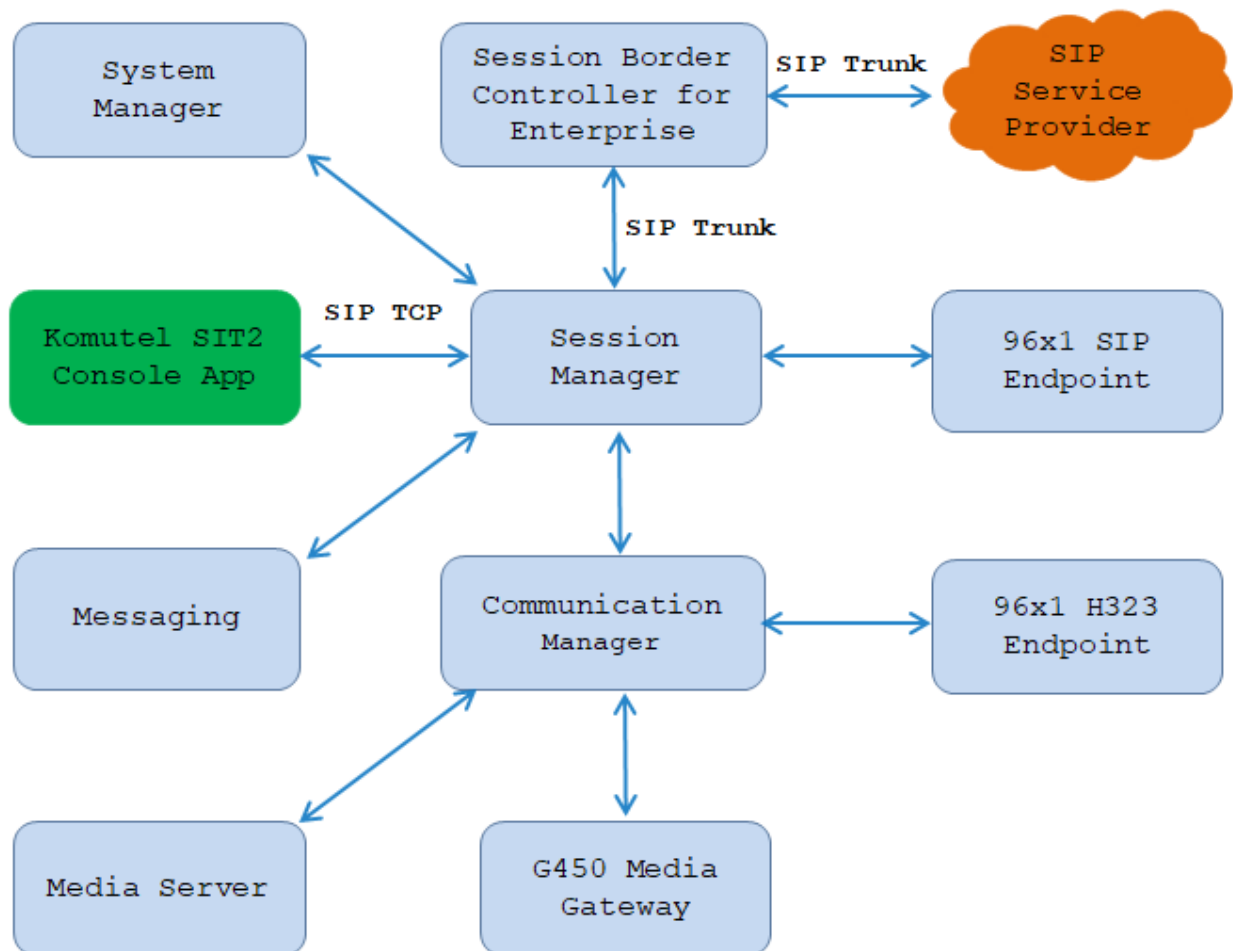 System
Manager
Session Border
Controller for
Enterprise
SIP Trunk
SIP
Service
Provider
SIP Trunk
Komutel SIT2
Console App
SIP TCP
Session
Manager
96x1 SIP
Endpoint
Messaging
Communication
Manager
96x1 H323
Endpoint
Media Server
G450 Media
Gateway